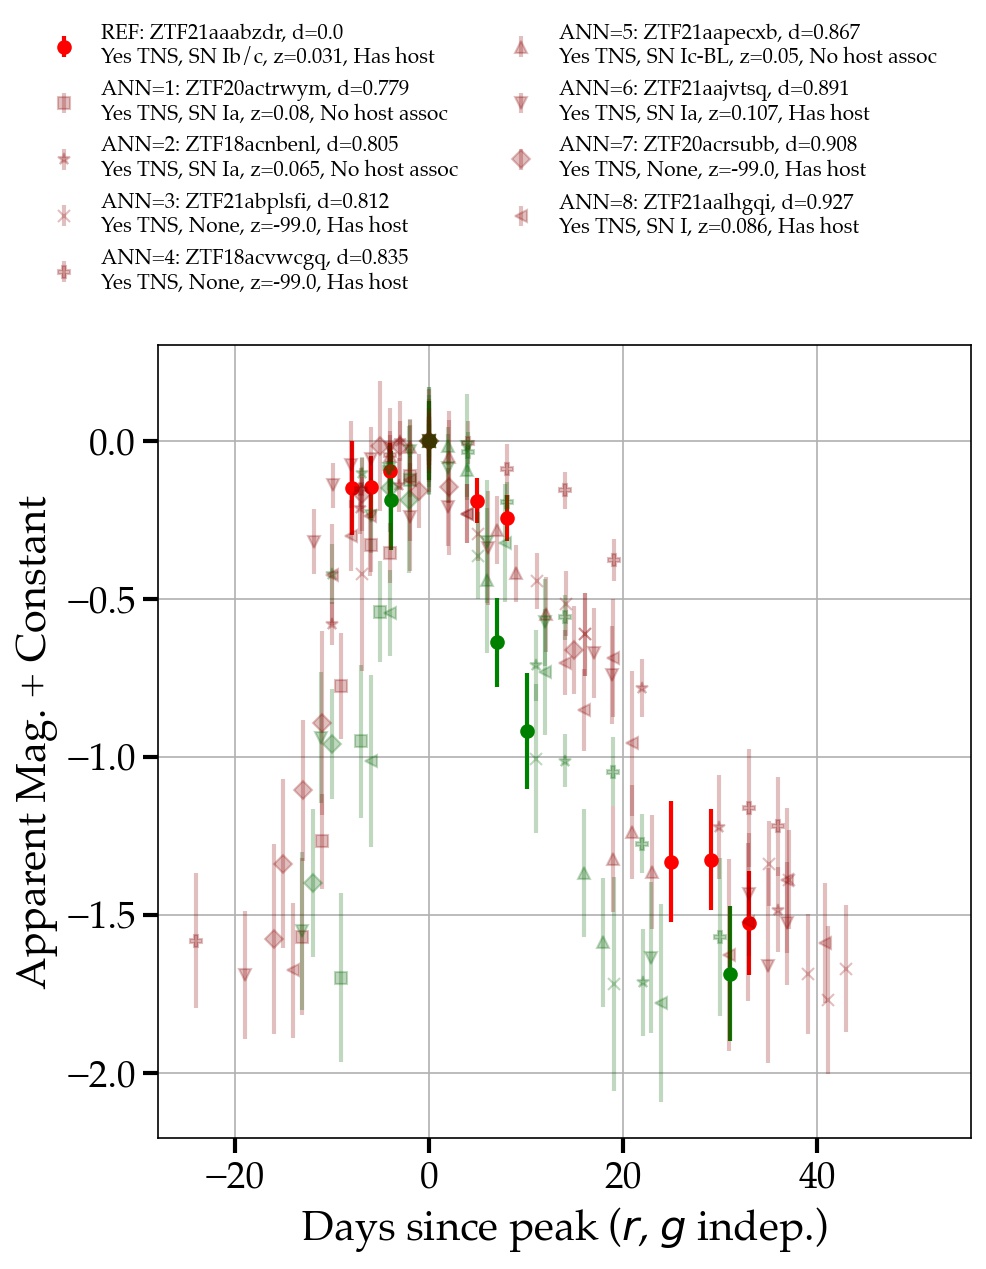 REF: ZTF21aaabzdr, d=0.0
Yes TNS, SN Ib/c, z=0.031, Has host
ANN=1: ZTF20actrwym, d=0.779
Yes TNS, SN Ia, z=0.08, No host assoc
ANN=2: ZTF18acnbenl, d=0.805
Yes TNS, SN Ia, z=0.065, No host assoc
ANN=3: ZTF21abplsfi, d=0.812
Yes TNS, None, z=-99.0, Has host
ANN=4: ZTF18acvwcgq, d=0.835
Yes TNS, None, z=-99.0, Has host
ANN=5: ZTF21aapecxb, d=0.867
Yes TNS, SN Ic-BL, z=0.05, No host assoc
ANN=6: ZTF21aajvtsq, d=0.891
Yes TNS, SN Ia, z=0.107, Has host
ANN=7: ZTF20acrsubb, d=0.908
Yes TNS, None, z=-99.0, Has host
ANN=8: ZTF21aalhgqi, d=0.927
Yes TNS, SN I, z=0.086, Has host
Apparent Mag. + Constant
0.0
−0.5
−1.0
−1.5
−2.0
−20
0
20
40
Days since peak (r, g indep.)